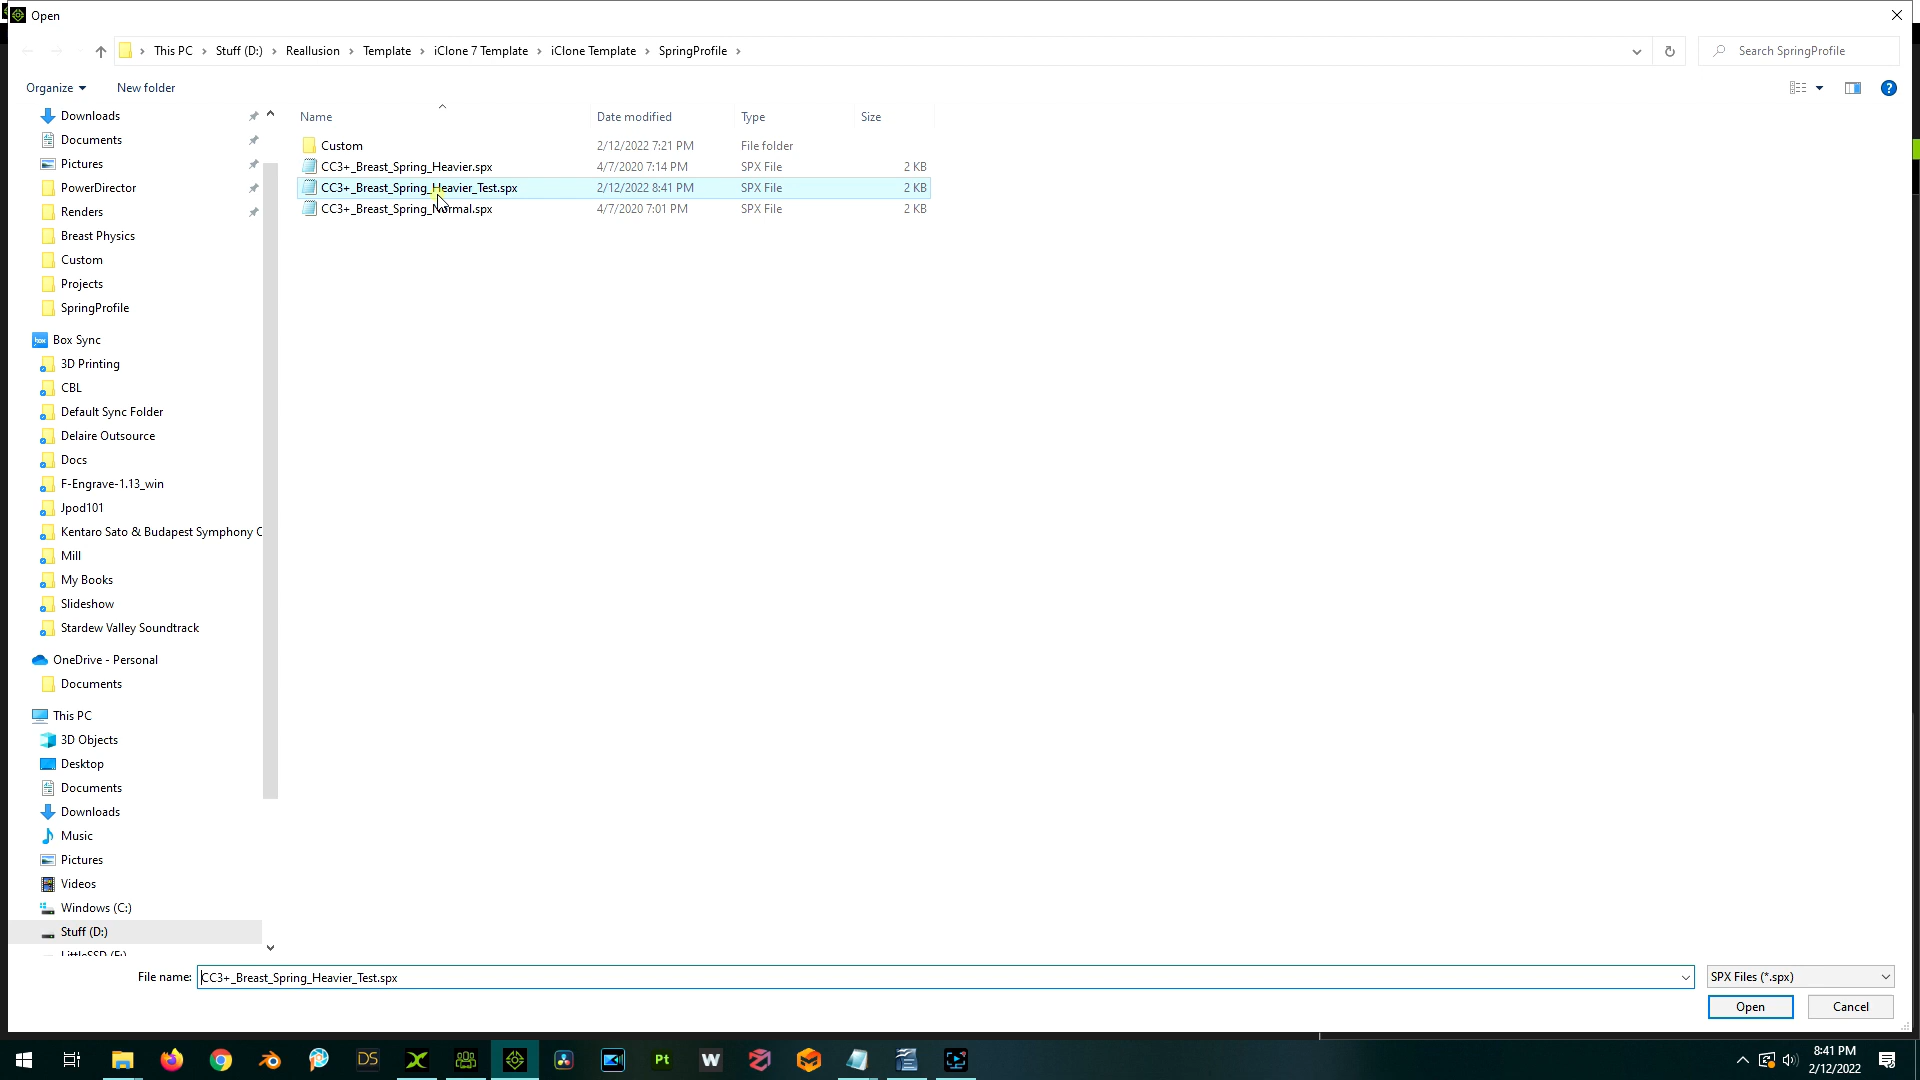 Open
This PC > Stuff (D:) > Reallusion > Template > iClone 7 Template > iClone Template > SpringProfile >
Search SpringProfile
Organize
New folder
Name
Date modified
Type
Size
Custom 2/12/2022 7:21 PM File folder
CC3+_Breast_Spring_Heavier.spx 4/7/2020 7:14 PM SPX File 2 KB
CC3+_Breast_Spring_Heavier_Test.spx 2/12/2022 8:41 PM SPX File 2 KB
CC3+_Breast_Spring_Normal.spx 4/7/2020 7:01 PM SPX File 2 KB
Downloads
Documents
Pictures
PowerDirector
Renders
Breast Physics
Custom
Projects
SpringProfile
Box Sync
3D Printing
CBL
Default Sync Folder
Delaire Outsource
Docs
F-Engrave-1.13_win
Jpod101
Kentaro Sato & Budapest Symphony
Mill
My Books
Slideshow
Stardew Valley Soundtrack
OneDrive - Personal
Documents
This PC
3D Objects
Desktop
Documents
Downloads
Music
Pictures
Videos
Windows (C:)
Stuff (D:)
File name: CC3+_Breast_Spring_Heavier_Test.spx
SPX Files (*.spx)
Open
Cancel
DS
Pt
W
8:41 PM
2/12/2022